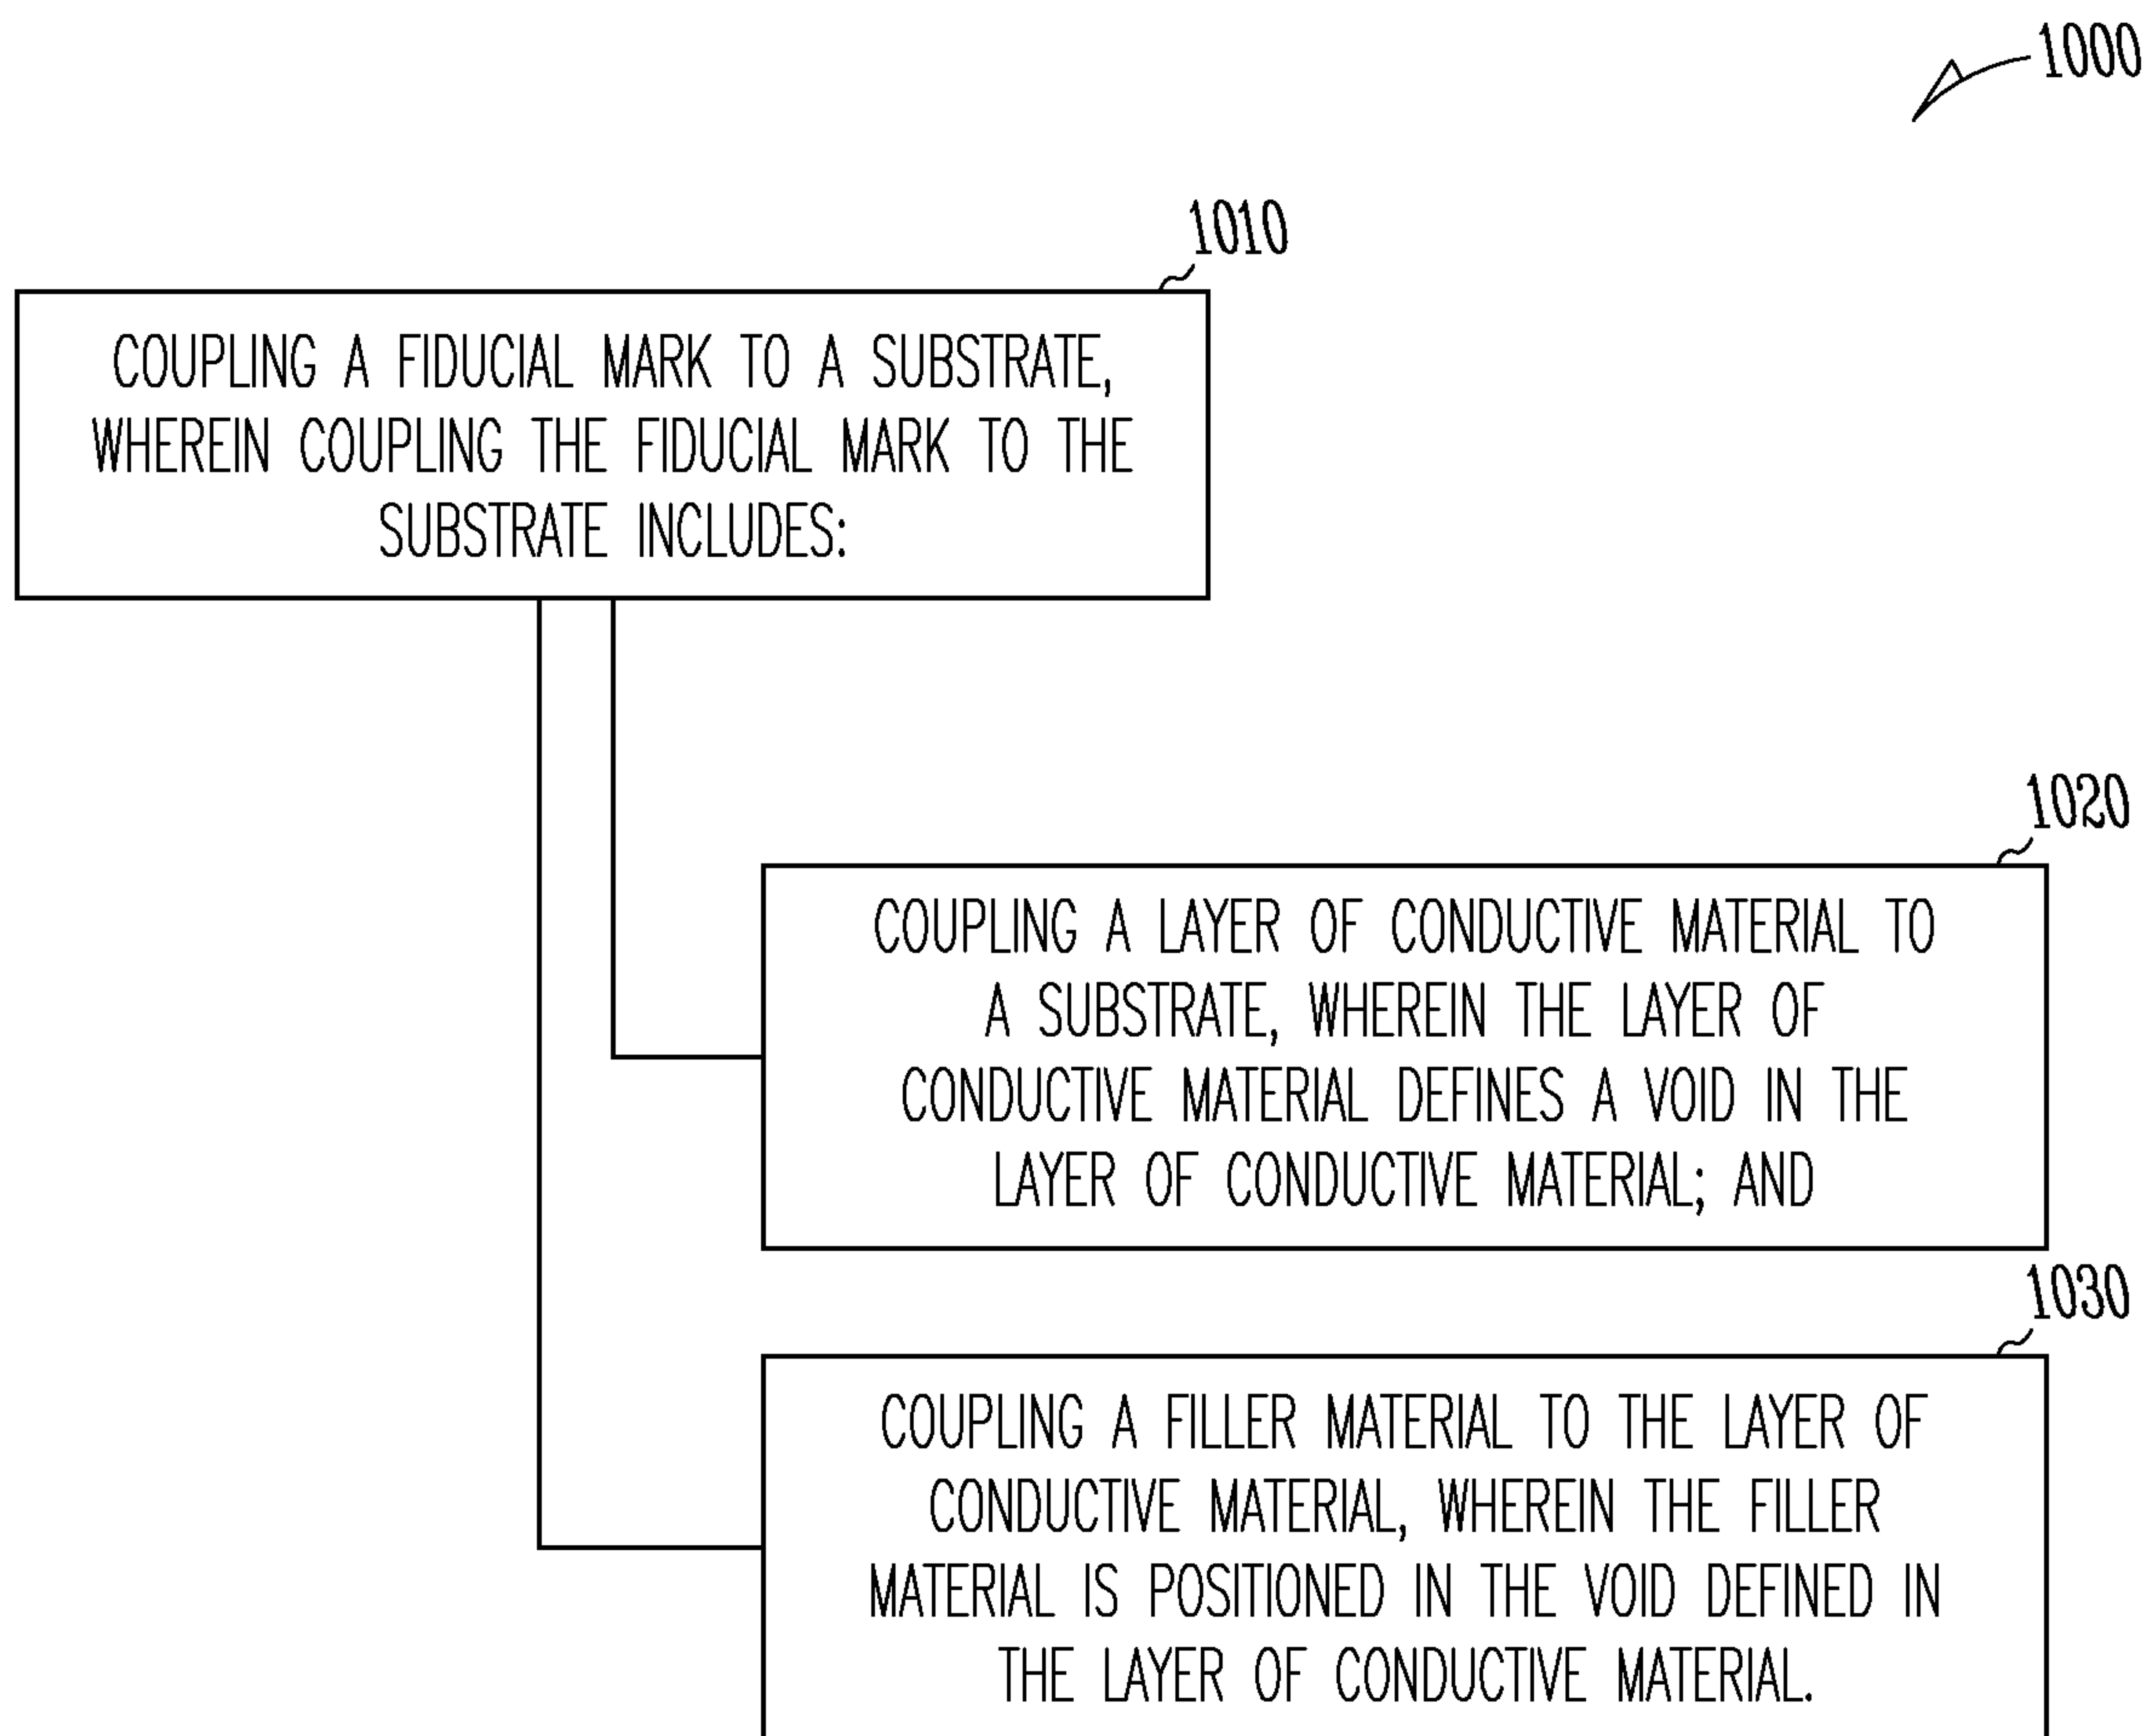 1000
1010
COUPLING A FIDUCIAL MARK TO A SUBSTRATE,
WHEREIN COUPLING THE FIDUCIAL MARK TO THE
SUBSTRATE INCLUDES:
1020
COUPLING A LAYER OF CONDUCTIVE MATERIAL TO
A SUBSTRATE, WHEREIN THE LAYER OF
CONDUCTIVE MATERIAL DEFINES A VOID IN THE
LAYER OF CONDUCTIVE MATERIAL; AND
1030
COUPLING A FILLER MATERIAL TO THE LAYER OF
CONDUCTIVE MATERIAL, WHEREIN THE FILLER
MATERIAL IS POSITIONED IN THE VOID DEFINED IN
THE LAYER OF CONDUCTIVE MATERIAL.